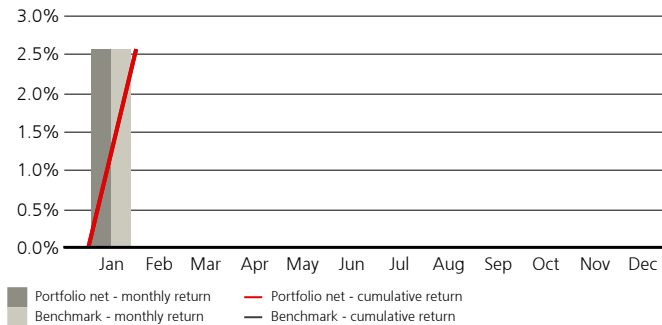 3.0%
2.5%
2.0%
1.5%
1.0%
0.5%
0.0%
Jan Feb Mar Apr May Jun Jul Aug Sep Oct Nov Dec
Portfolio net - monthly return Portfolio net - cumulative return
Benchmark - monthly return Benchmark - cumulative return